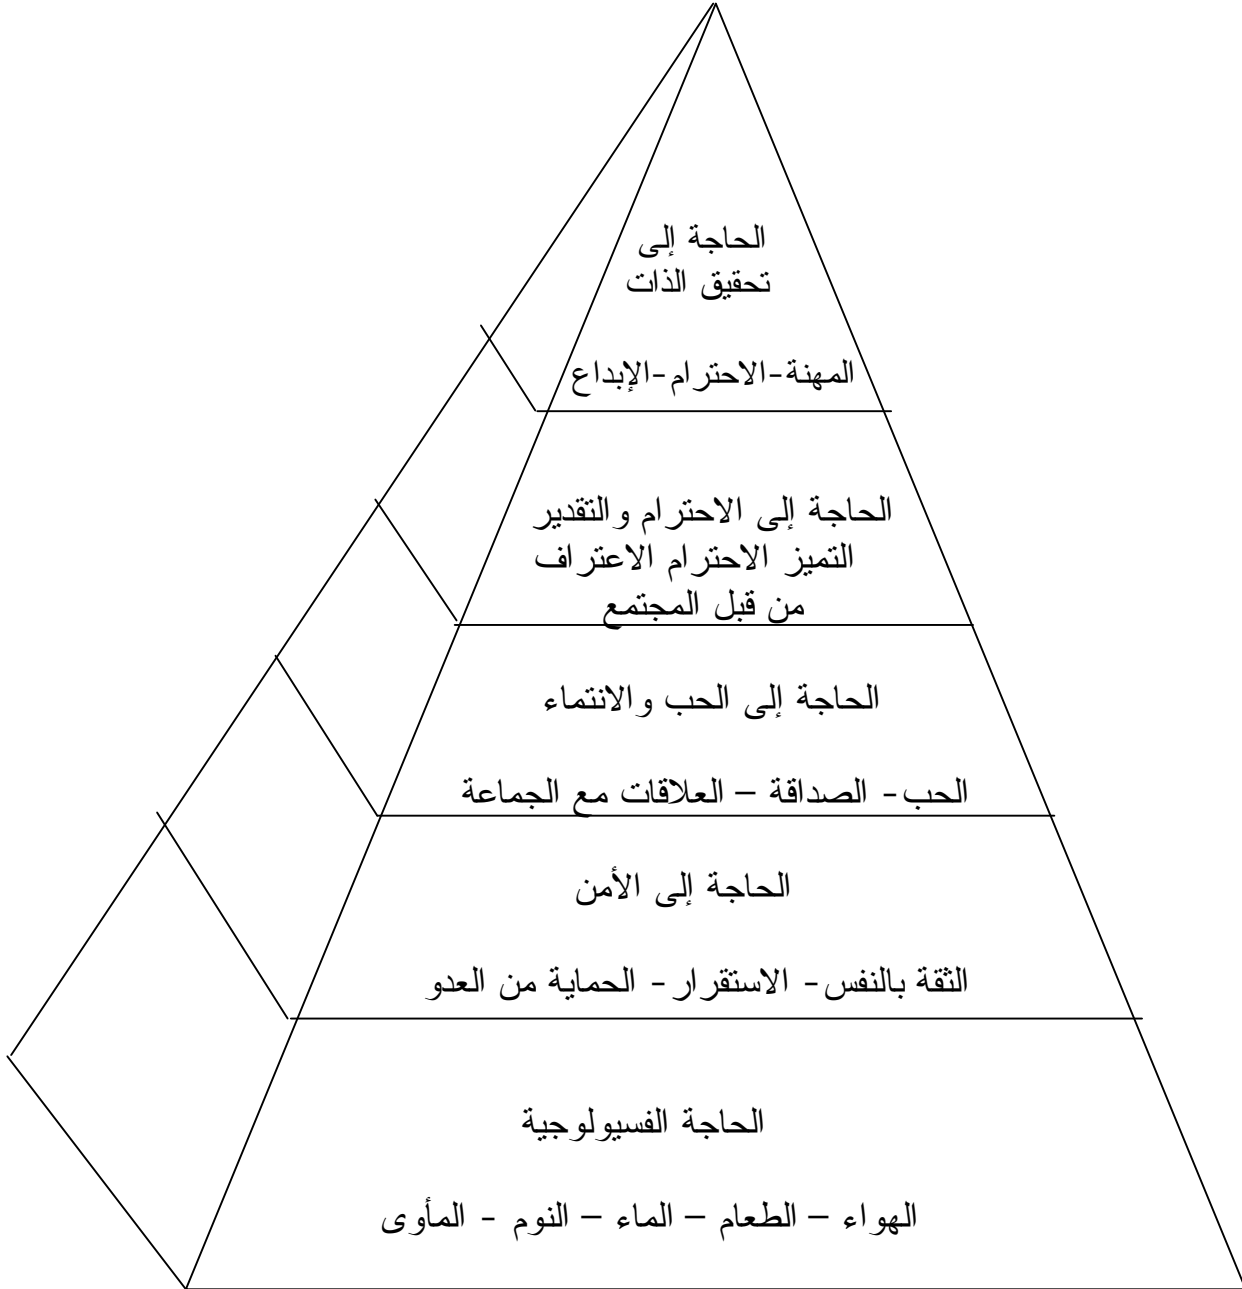 الحاجة إلى
تحقيق الذات
المهنة-الاحترام-الإبداع
الحاجة إلى الاحترام والتقدير
التميز الاحترام الاعتراف
من قبل المجتمع
الحاجة إلى الحب والانتماء
الحب- الصداقة – العلاقات مع الجماعة
الحاجة إلى الأمن
الثقة بالنفس- الاستقرار - الحماية من العدو
الحاجة الفسيولوجية
الهواء – الطعام – الماء – النوم - المأوى